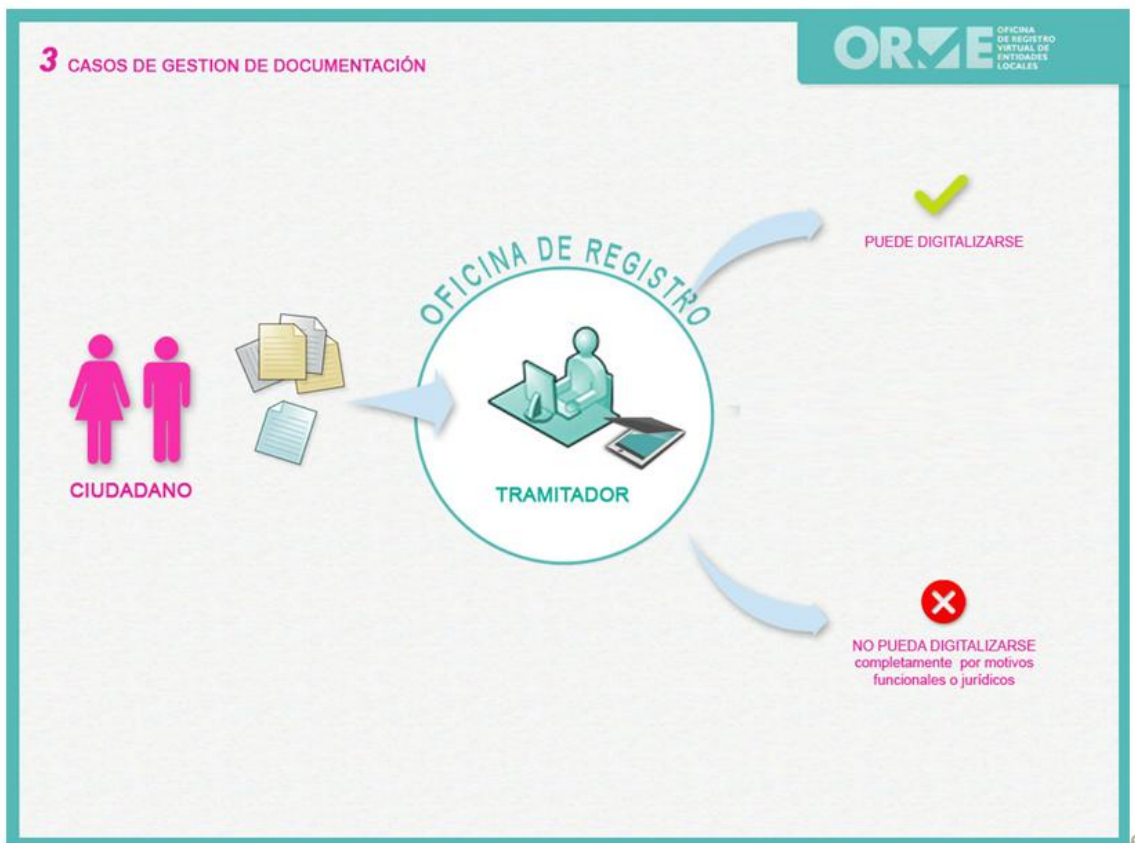 3 CASOS DE GESTION DE DOCUMENTACIÓN
ORVE
OFICINA
DE REGISTRO
VIRTUAL DE
ENTIDADES
LOCALES
PUEDE DIGITALIZARSE
OFICINA DE REGISTRO
CIUDADANO
TRAMITADOR
NO PUEDA DIGITALIZARSE
completamente por motivos
funcionales o jurídicos